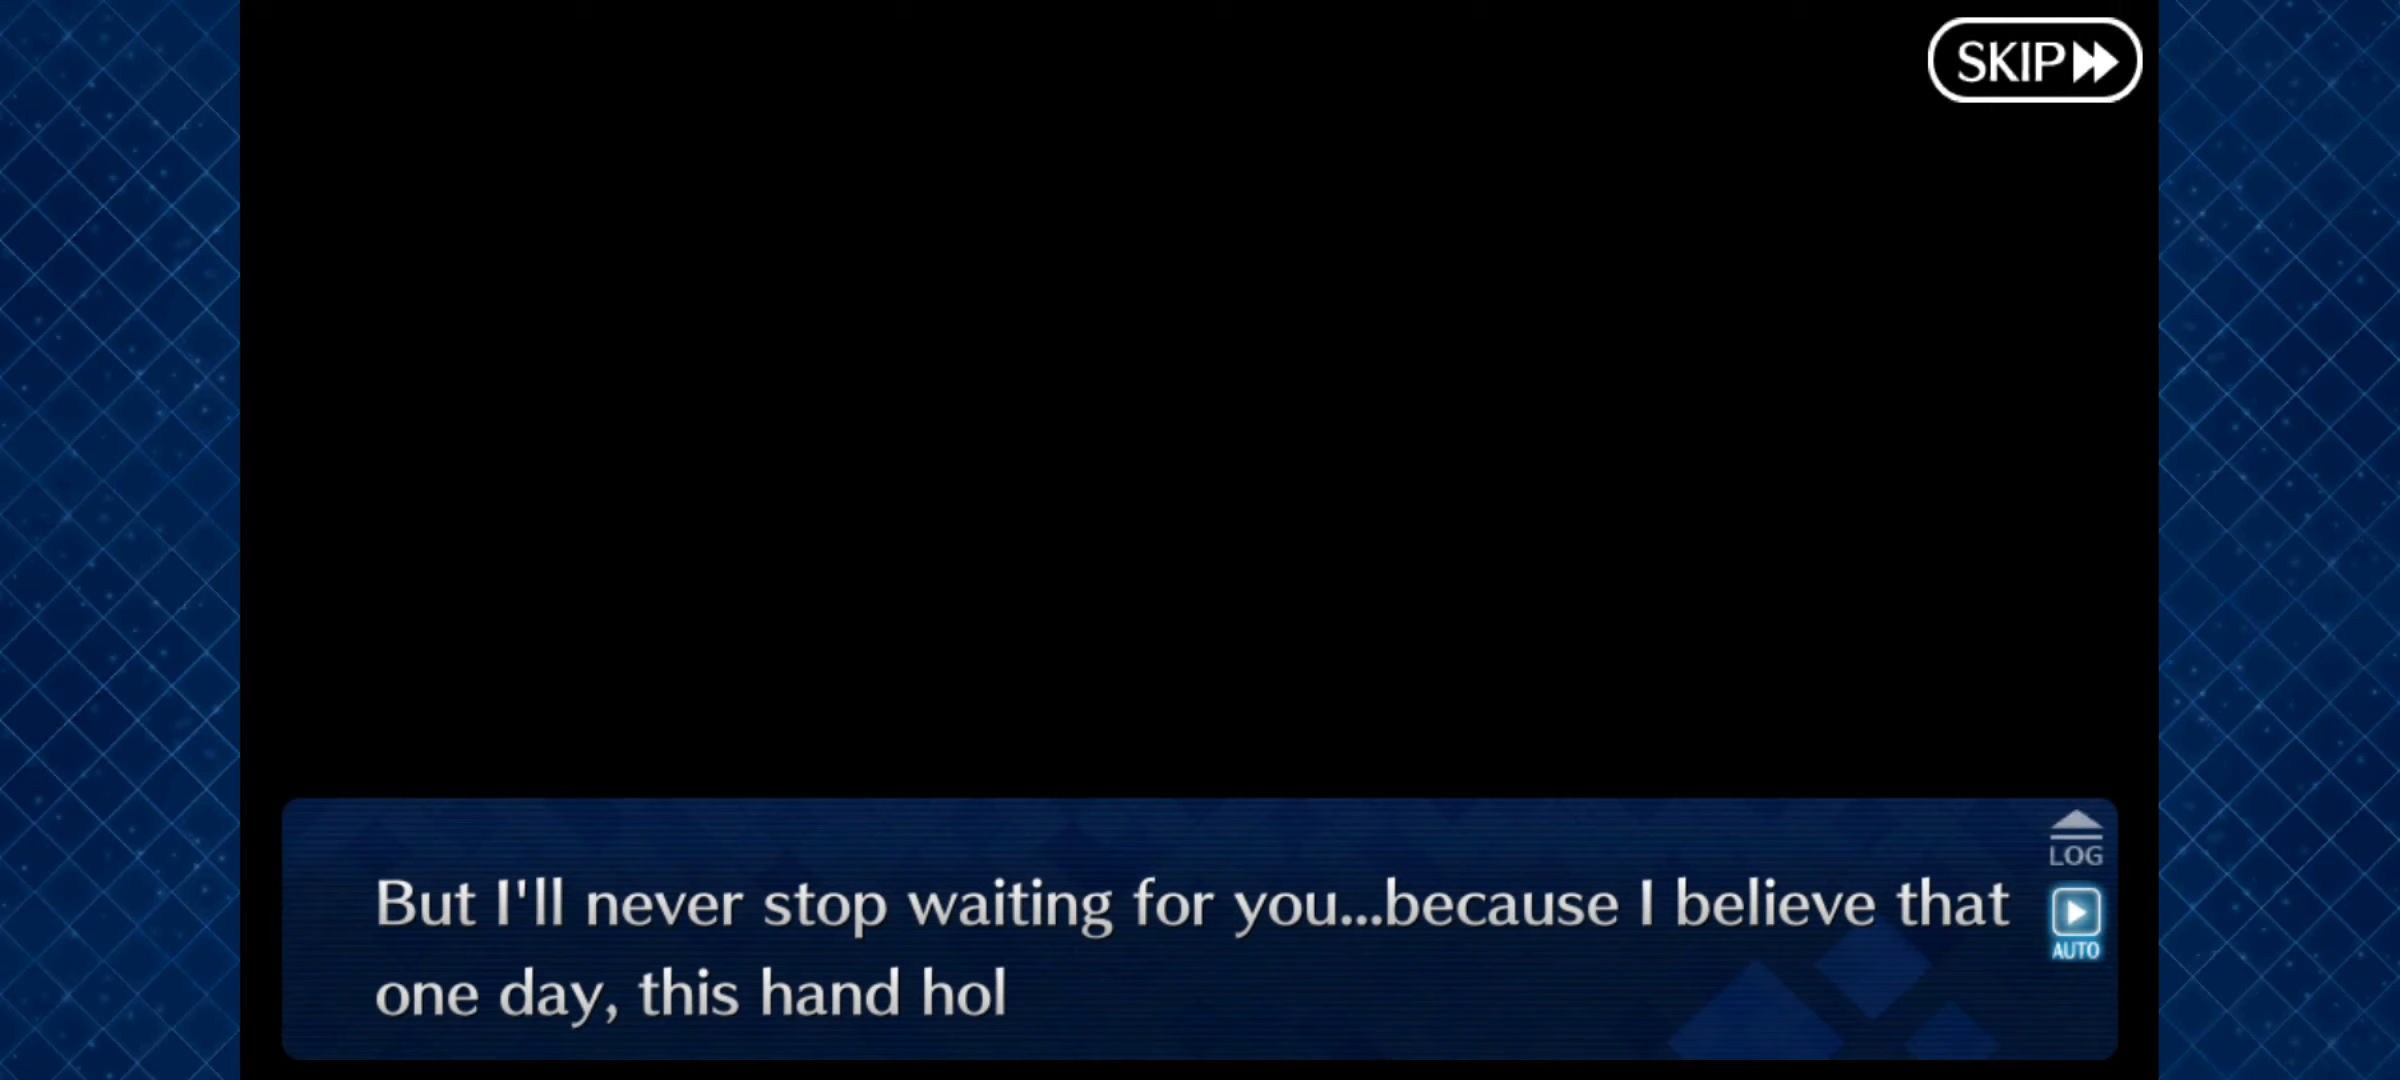 SKIP
LOG
But I'll never stop waiting for you...because I believe that
AUTO
one day, this hand hol